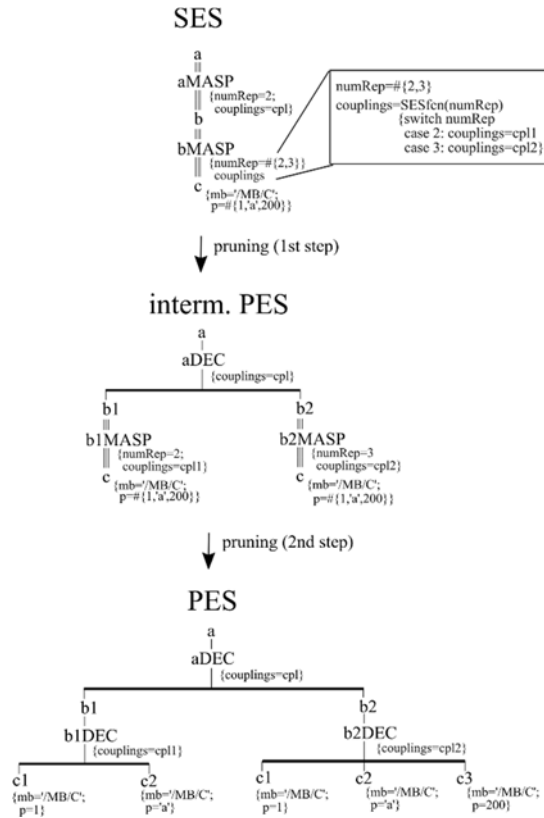 SES
a
aMASP
{numRep=2;
couplings=cpl}
b
bMASP
{numRep=#{2,3}}
couplings
c
{mb='/MB/C';
p=#{1,'a',200}}
numRep=#{2,3}
couplings=SESfcn(numRep)
{switch numRep
case 2: couplings=cpl1
case 3: couplings=cpl2}
pruning (1st step)
interm. PES
a
aDEC
{couplings=cpl}
b1 b2
b1MASP b2MASP
{numRep=2; {numRep=3
couplings=cpl1} couplings=cpl2}
c c
{mb='/MB/C'; {mb='/MB/C';
p=#{1,'a',200}} p=#{1,'a',200}}
pruning (2nd step)
PES
a
aDEC
{couplings=cpl}
b1 b2
b1DEC b2DEC
{couplings=cpl1} {couplings=cpl2}
c1 c2 c1 c2 c3
{mb='/MB/C'; {mb='/MB/C'; {mb='/MB/C'; {mb='/MB/C'; {mb='/MB/C';
p=1} p='a'} p=1} p='a'} p=200}